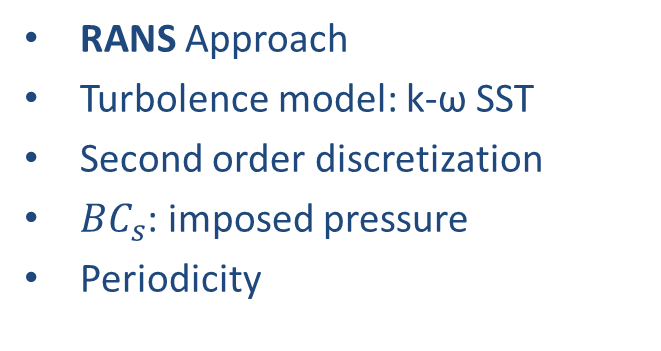 • RANS Approach
• Turbolence model: k-ω SST
• Second order discretization
• BCₛ: imposed pressure
• Periodicity